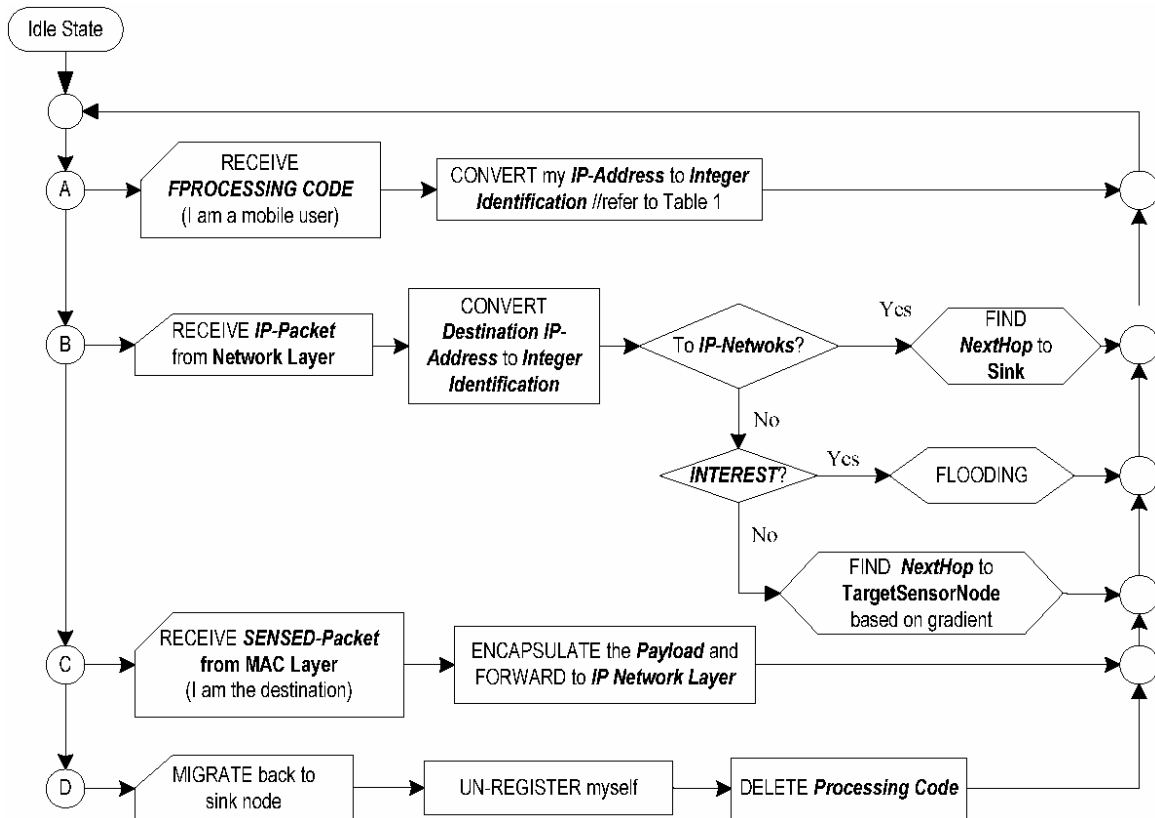 Idle State
A
RECEIVE
FPROCESSING CODE
(I am a mobile user)
CONVERT my IP-Address to Integer
Identification //refer to Table 1
B
RECEIVE IP-Packet
from Network Layer
CONVERT
Destination IP-
Address to Integer
Identification
To IP-Netwoks?
Yes
FIND
NextHop to
Sink
No
INTEREST?
Yes
FLOODING
No
FIND NextHop to
TargetSensorNode
based on gradient
C
RECEIVE SENSED-Packet
from MAC Layer
(I am the destination)
ENCAPSULATE the Payload and
FORWARD to IP Network Layer
D
MIGRATE back to
sink node
UN-REGISTER myself
DELETE Processing Code